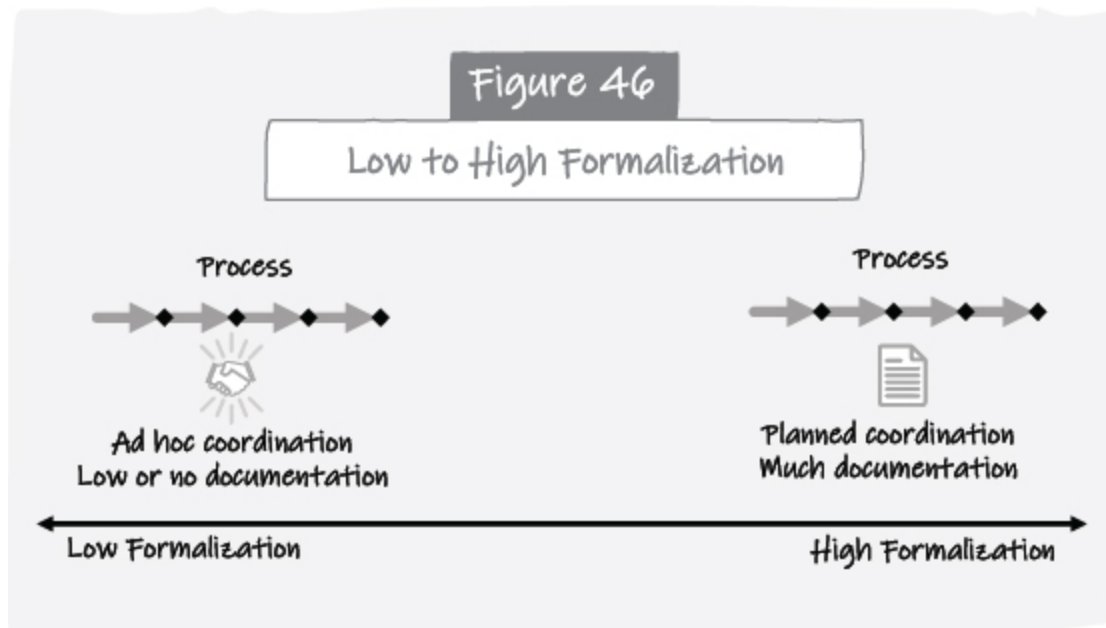 Figure 46
Low to High Formalization
Process
Ad hoc coordination
Low or no documentation
Process
Planned coordination
Much documentation
Low Formalization
High Formalization